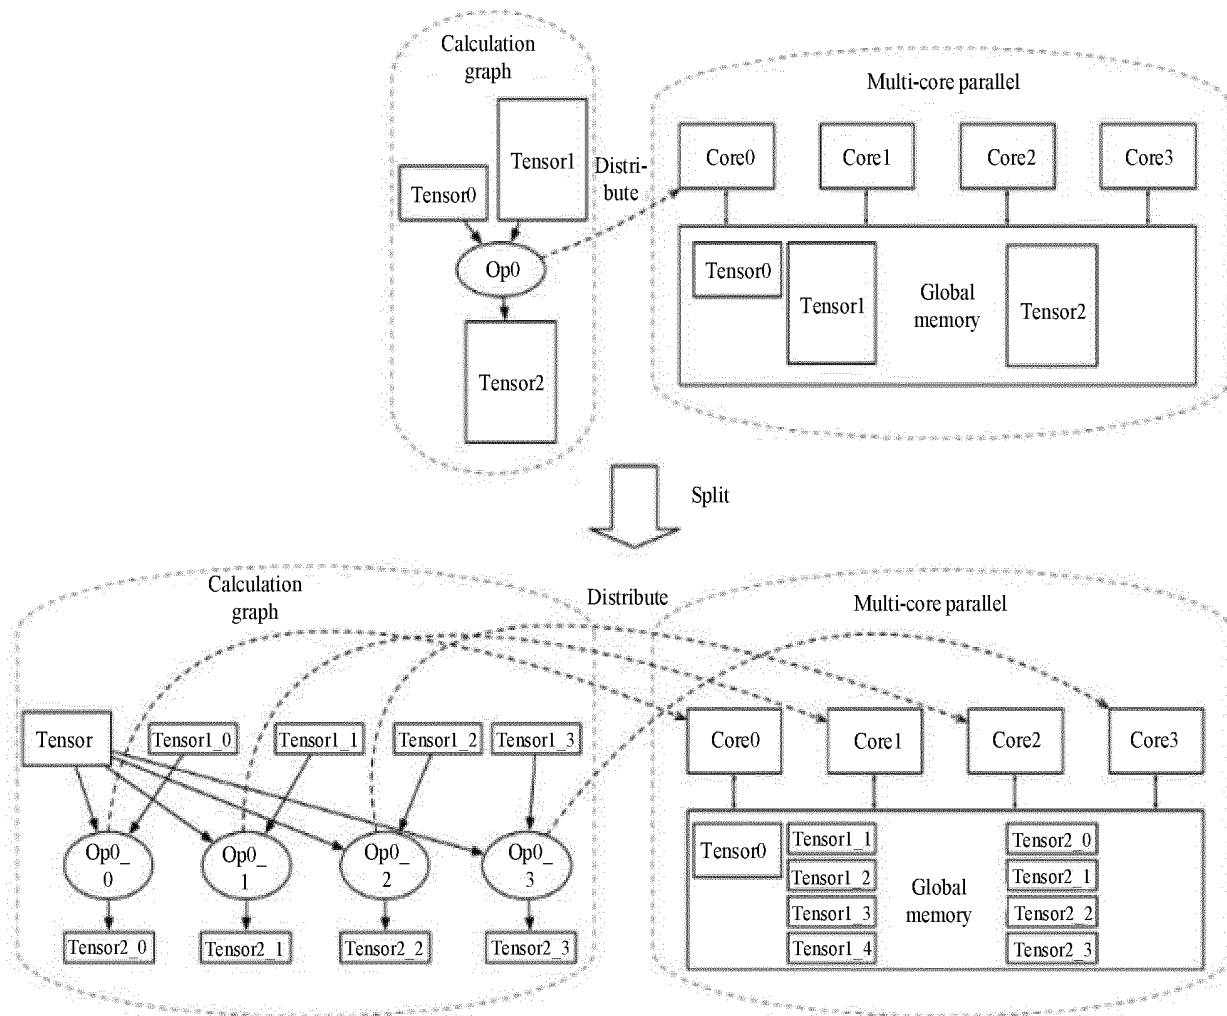 Calculation
graph
Multi-core parallel
Tensor0
Tensor1
Distri-
bute
Core0
Core1
Core2
Core3
Op0
Tensor0
Tensor1
Global
memory
Tensor2
Tensor2
Split
Calculation
graph
Distribute
Multi-core parallel
Tensor
Tensor1_0
Tensor1_1
Tensor1_2
Tensor1_3
Core0
Core1
Core2
Core3
Op0_
0
Op0_
1
Op0_
2
Op0_
3
Tensor2_0
Tensor2_1
Tensor2_2
Tensor2_3
Tensor0
Tensor1_1
Tensor1_2
Tensor1_3
Tensor1_4
Global
memory
Tensor2_0
Tensor2_1
Tensor2_2
Tensor2_3